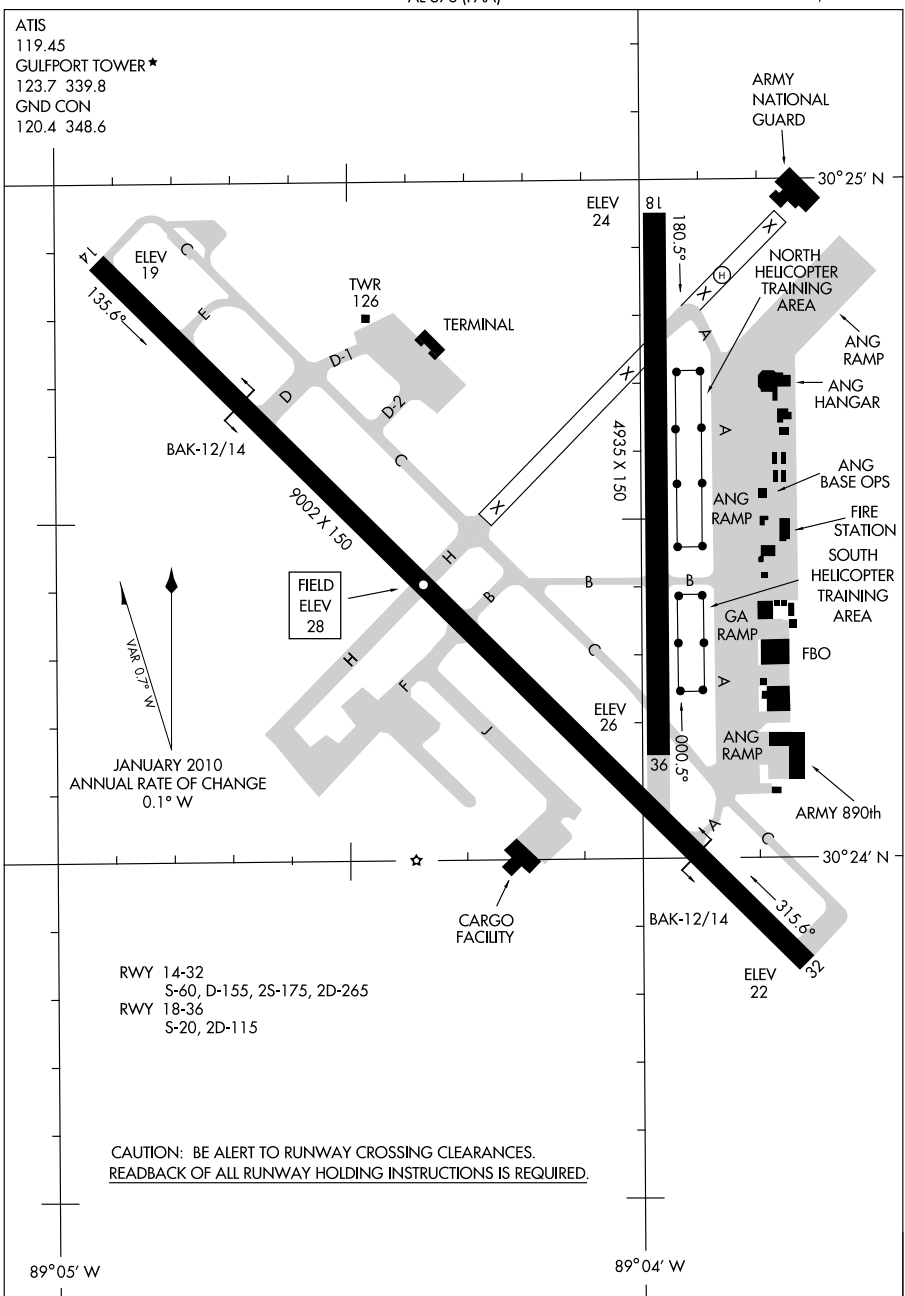 AL-578 (FAA)
ATIS
119.45
GULFPORT TOWER★
123.7 339.8
GND CON
120.4 348.6
ARMY
NATIONAL
GUARD
30°25' N
ELEV
24
18
180.5°
X
H
X
NORTH
HELICOPTER
TRAINING
AREA
14
ELEV
19
135.6°
C
E
TWR
126
TERMINAL
D-1
D
D-2
BAK-12/14
C
X
A
ANG
RAMP
ANG
HANGAR
A
4935 X 150
ANG
BASE OPS
ANG
RAMP
FIRE
STATION
9002 X 150
X
H
FIELD
ELEV
28
B
B
B
SOUTH
HELICOPTER
TRAINING
AREA
GA
RAMP
FBO
VAR 0.7° W
H
F
C
A
J
ELEV
26
000.5°
36
ANG
RAMP
JANUARY 2010
ANNUAL RATE OF CHANGE
0.1° W
ARMY 890th
A
C
30°24' N
CARGO
FACILITY
BAK-12/14
315.6°
32
ELEV
22
RWY 14-32
S-60, D-155, 2S-175, 2D-265
RWY 18-36
S-20, 2D-115
CAUTION: BE ALERT TO RUNWAY CROSSING CLEARANCES.
READBACK OF ALL RUNWAY HOLDING INSTRUCTIONS IS REQUIRED.
89°05' W
89°04' W